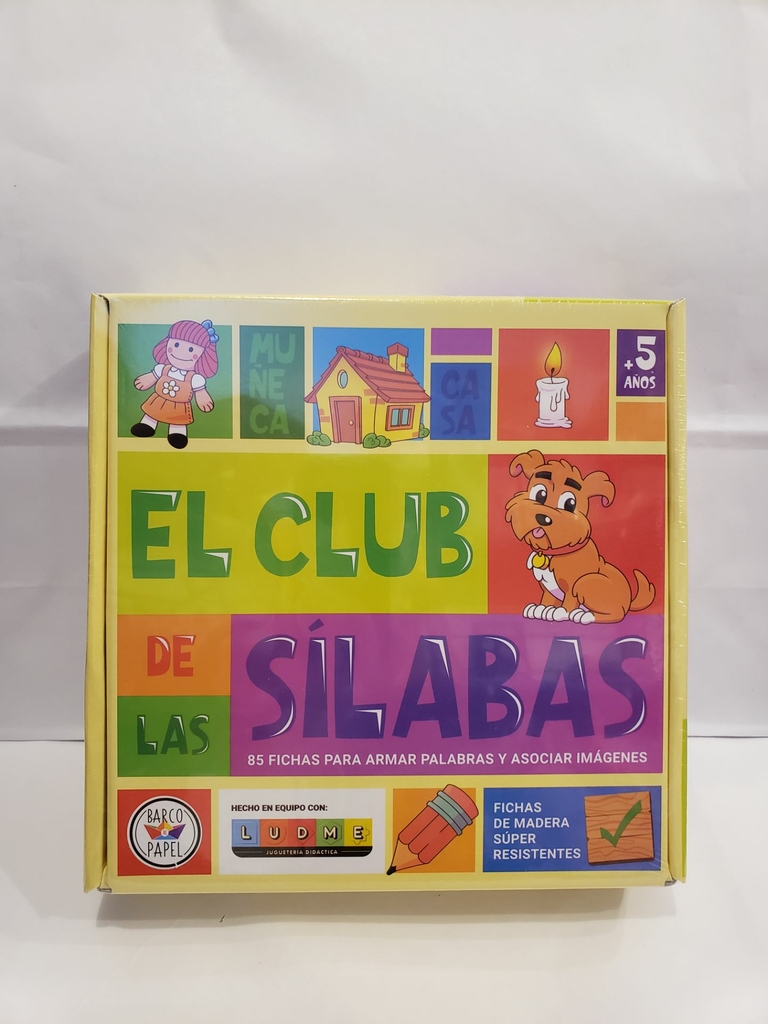 MU
ÑE
CA
CA
SA
+5
AÑOS
EL CLUB
DE
LAS
SÍLABAS
85 FICHAS PARA ARMAR PALABRAS Y ASOCIAR IMÁGENES
BARCO
PAPEL
HECHO EN EQUIPO CON:
LUDME
JUGUETERÍA DIDÁCTICA
FICHAS
DE MADERA
SÚPER
RESISTENTES